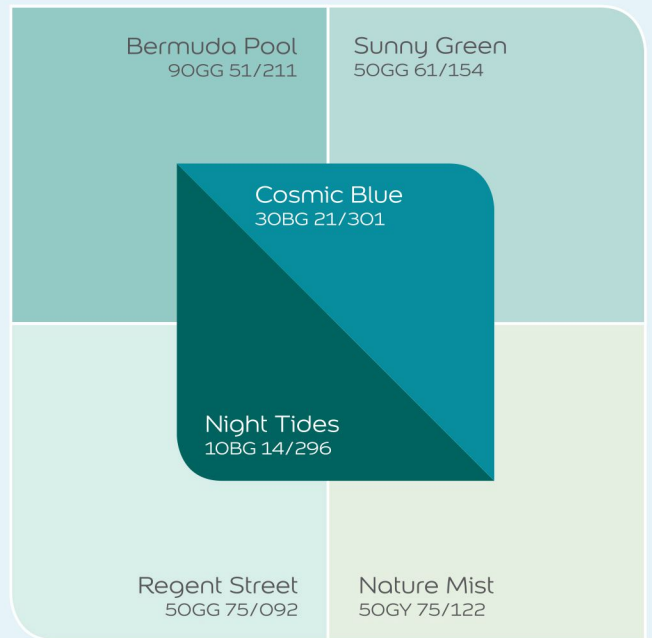 Bermuda Pool
90GG 51/211
Sunny Green
50GG 61/154
Cosmic Blue
30BG 21/301
Night Tides
10BG 14/296
Regent Street
50GG 75/092
Nature Mist
50GY 75/122